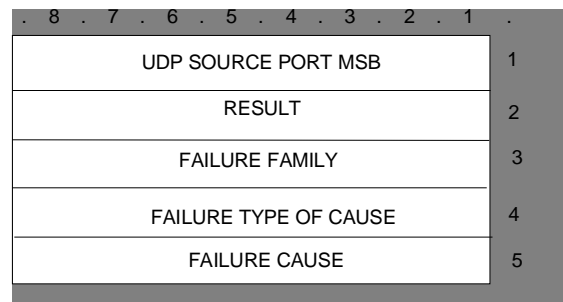 . 8 . 7 . 6 . 5 . 4 . 3 . 2 . 1 .
UDP SOURCE PORT MSB 1
RESULT 2
FAILURE FAMILY 3
FAILURE TYPE OF CAUSE 4
FAILURE CAUSE 5